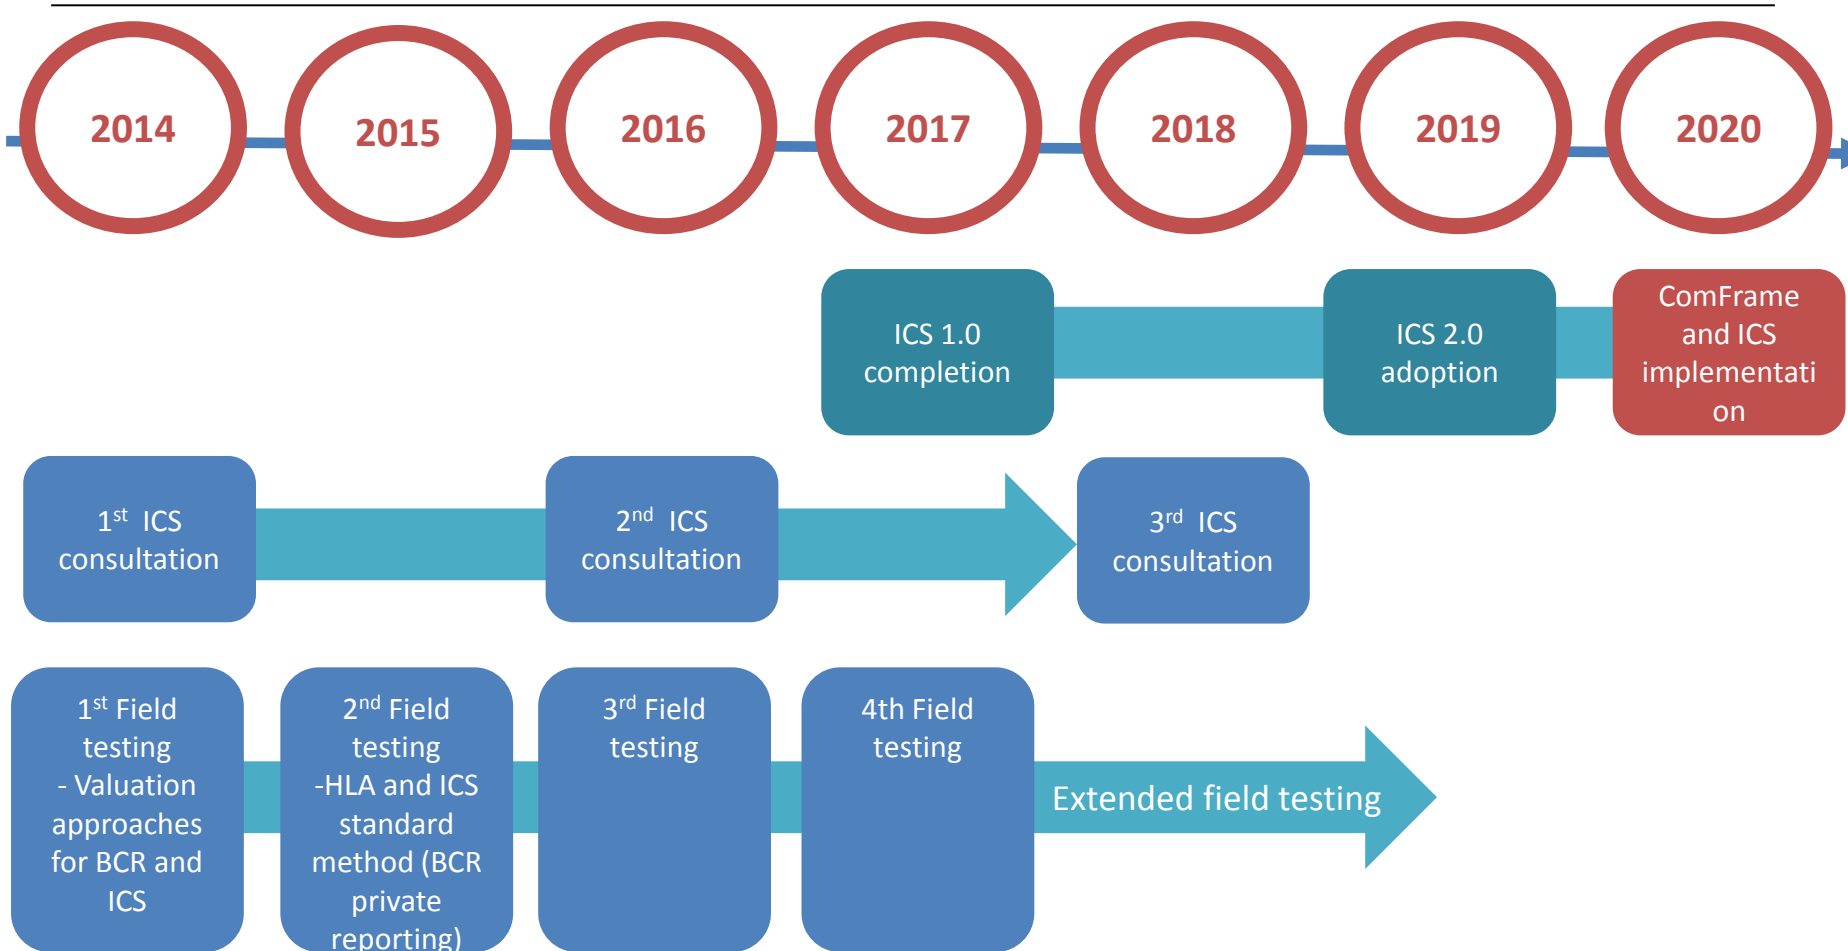 2014
2015
2016
2017
2018
2019
2020
ICS 1.0
completion
ICS 2.0
adoption
ComFrame
and ICS
implementati
on
1st ICS
consultation
2nd ICS
consultation
3rd ICS
consultation
1st Field
testing
- Valuation
approaches
for BCR and
ICS
2nd Field
testing
-HLA and ICS
standard
method (BCR
private
reporting)
3rd Field
testing
4th Field
testing
Extended field testing